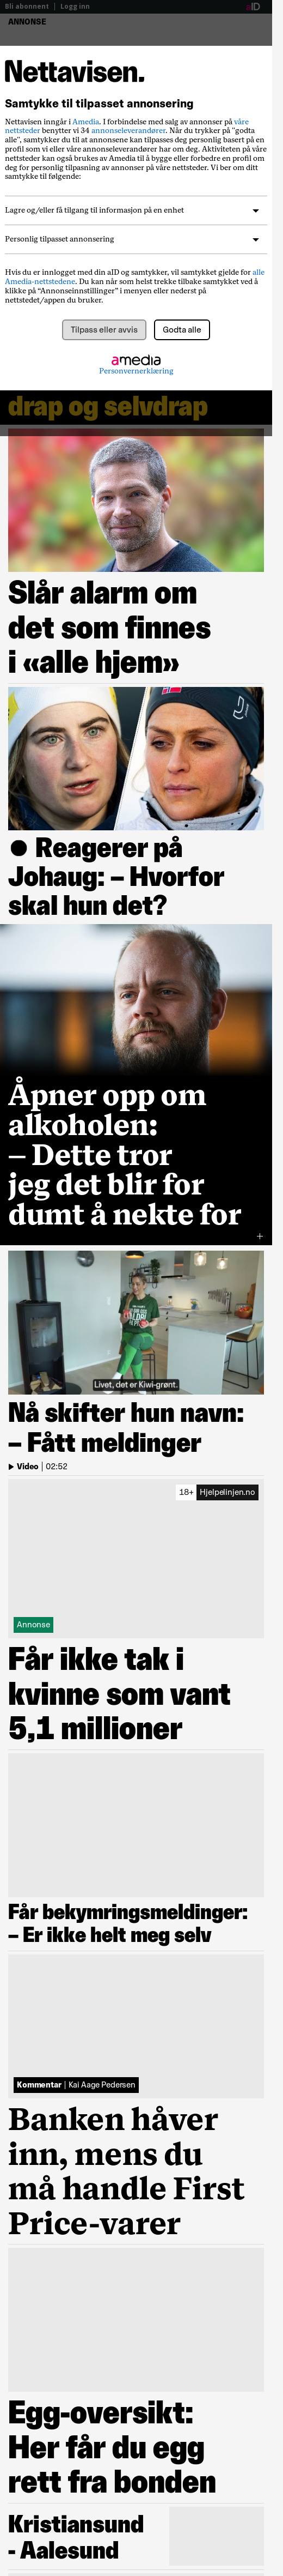 Bli abonnent | Logg inn
aID
ANNONSE
Nettavisen.
Samtykke til tilpasset annonsering
Nettavisen inngår i Amedia. I forbindelse med salg av annonser på våre
nettsteder benytter vi 34 annonseleverandører. Når du trykker på "godta
alle", samtykker du til at annonsene kan tilpasses deg personlig basert på en
profil som vi eller våre annonseleverandører har om deg. Aktiviteten på våre
nettsteder kan også brukes av Amedia til å bygge eller forbedre en profil om
deg for personlig tilpasning av annonser på våre nettsteder. Vi ber om ditt
samtykke til følgende:
Lagre og/eller få tilgang til informasjon på en enhet
Personlig tilpasset annonsering
Hvis du er innlogget med din aID og samtykker, vil samtykket gjelde for alle
Amedia-nettstedene. Du kan når som helst trekke tilbake samtykket ved å
klikke på “Annonseinnstillinger” i menyen eller nederst på
nettstedet/appen du bruker.
Tilpass eller avvis
Godta alle
amedia
Personvernerklæring
drap og selvdrap
Slår alarm om
det som finnes
i «alle hjem»
● Reagerer på
Johaug: – Hvorfor
skal hun det?
Åpner opp om
alkoholen:
– Dette tror
jeg det blir for
dumt å nekte for
+
Livet, det er Kiwi-grønt.
Nå skifter hun navn:
– Fått meldinger
Video | 02:52
18+ Hjelpelinjen.no
Annonse
Får ikke tak i
kvinne som vant
5,1 millioner
Får bekymringsmeldinger:
– Er ikke helt meg selv
Kommentar | Kai Aage Pedersen
Banken håver
inn, mens du
må handle First
Price-varer
Egg-oversikt:
Her får du egg
rett fra bonden
Kristiansund
- Aalesund